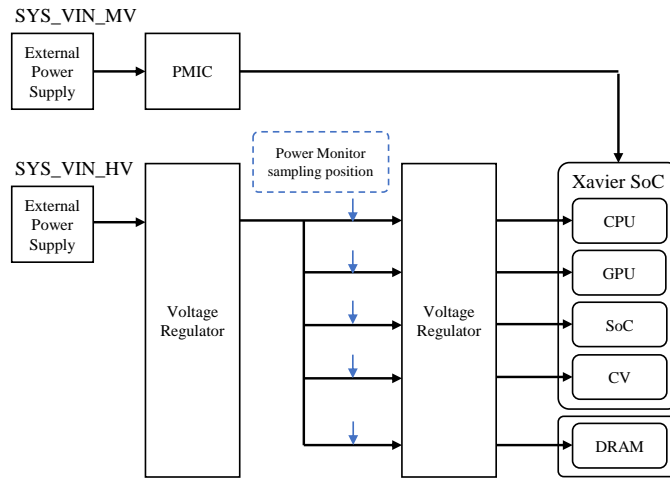 SYS_VIN_MV
External
Power
Supply
PMIC
Power Monitor
sampling position
SYS_VIN_HV
External
Power
Supply
Voltage
Regulator
Voltage
Regulator
Xavier SoC
CPU
GPU
SoC
CV
DRAM